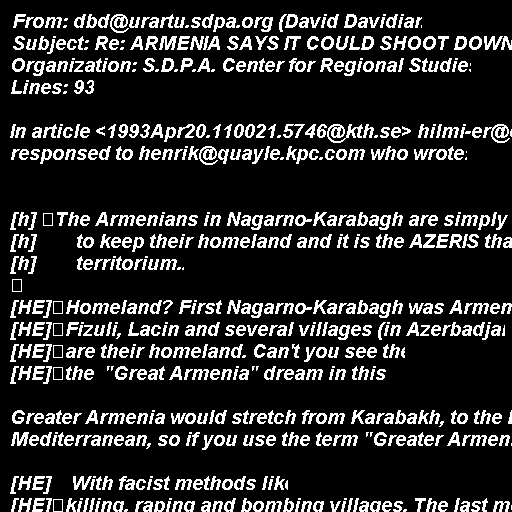 From: dbd@urartu.sdpa.org (David Davidian
Subject: Re: ARMENIA SAYS IT COULD SHOOT DOWN
Organization: S.D.P.A. Center for Regional Studies
Lines: 93
In article <1993Apr20.110021.5746@kth.se> hilmi-er@
responsed to henrik@quayle.kpc.com who wrote:
[h] The Armenians in Nagarno-Karabagh are simply
[h] to keep their homeland and it is the AZERIS tha
[h] territorium..
[HE] Homeland? First Nagarno-Karabagh was Armen
[HE] Fizuli, Lacin and several villages (in Azerbadjan
[HE] are their homeland. Can't you see the
[HE] the "Great Armenia" dream in this
Greater Armenia would stretch from Karabakh, to the
Mediterranean, so if you use the term "Greater Armen
[HE] With facist methods like
[HE] killing, raping and bombing villages. The last m